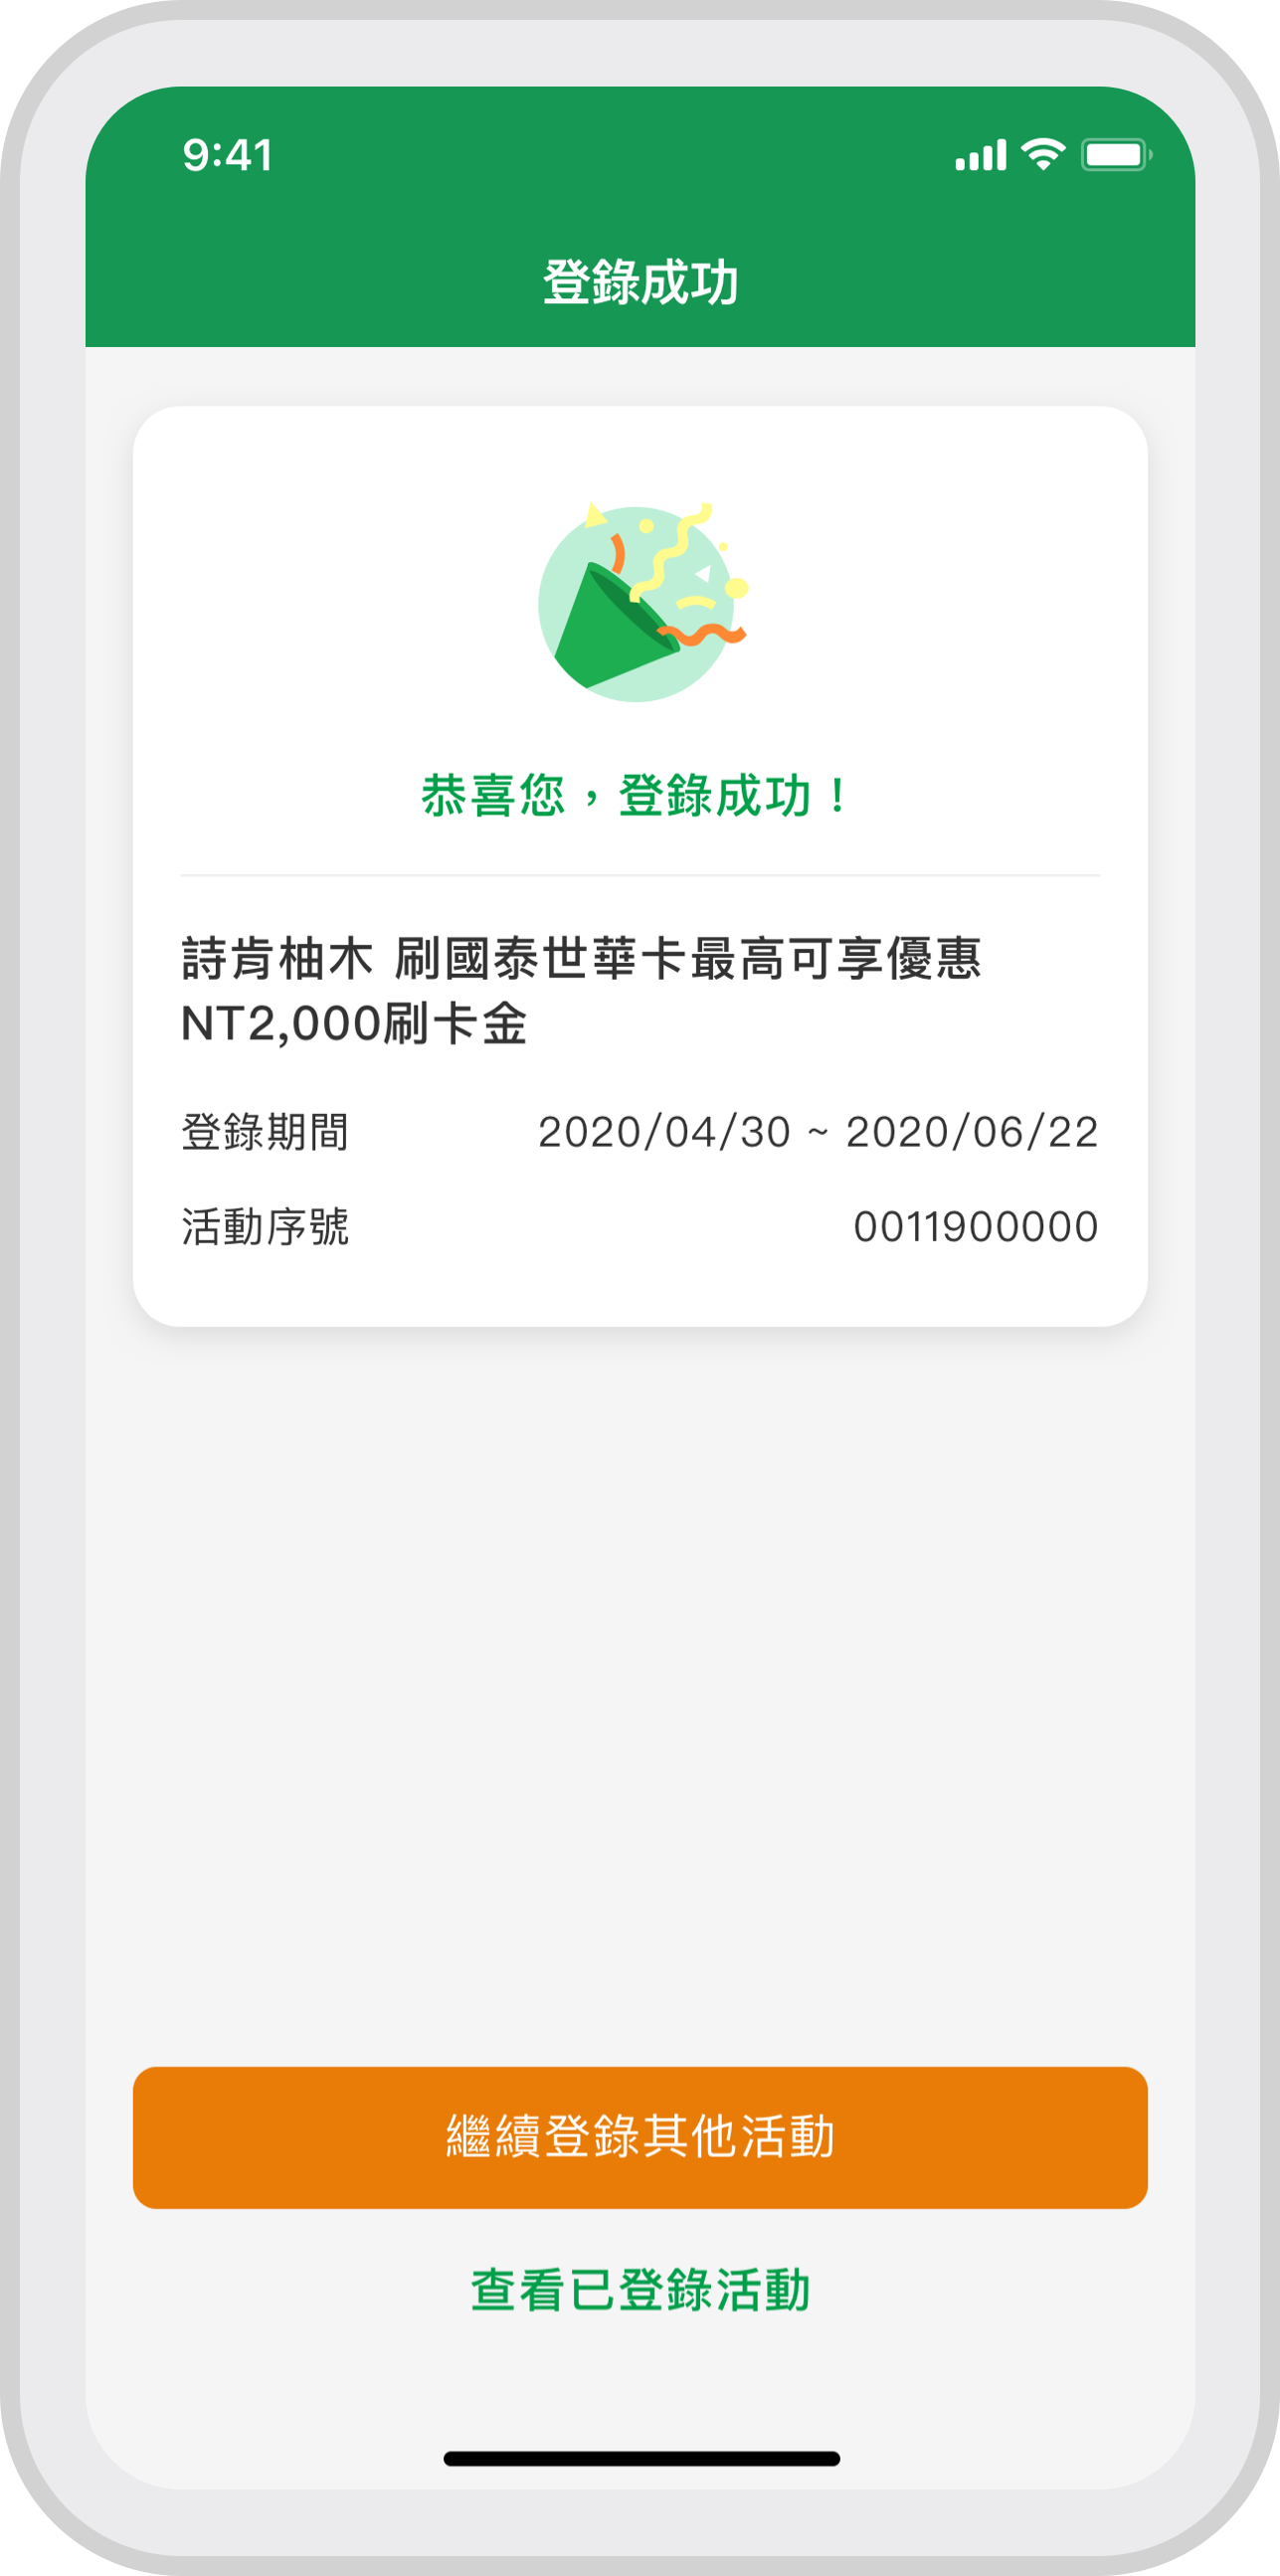 9:41
登錄成功
恭喜您，登錄成功！
詩肯柚木 刷國泰世華卡最高可享優惠
NT2,000刷卡金
登錄期間 2020/04/30 ~ 2020/06/22
活動序號 0011900000
繼續登錄其他活動
查看已登錄活動